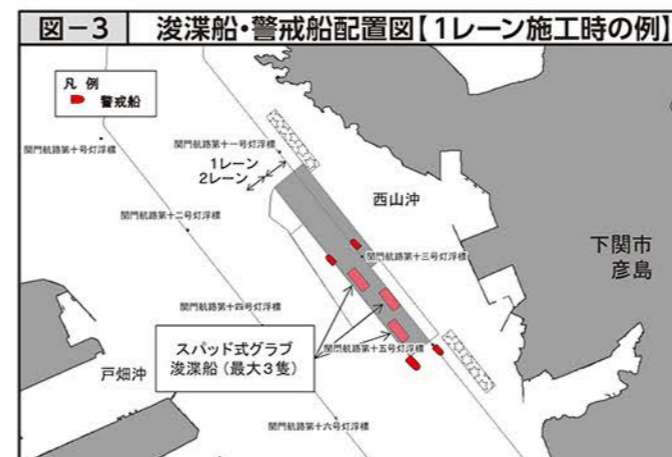 図－3 浚渫船・警戒船配置図【1レーン施工時の例】
凡 例
警戒船
関門航路第十号灯浮標
関門航路第十一号灯浮標
1レーン
2レーン
西山沖
関門航路第十二号灯浮標
下関市
彦島
関門航路第十三号灯浮標
関門航路第十四号灯浮標
スパッド式グラブ
浚渫船（最大3隻）
関門航路第十五号灯浮標
戸畑沖
関門航路第十六号灯浮標